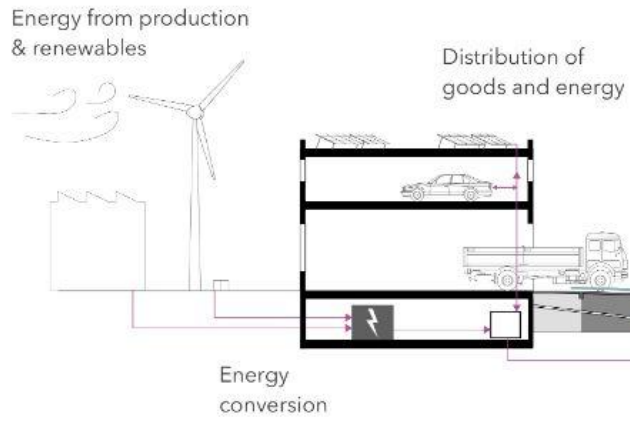 Energy from production
& renewables
Distribution of
goods and energy
Energy
conversion